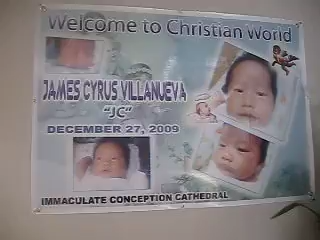 Welcome to Christian World
JAMES CYRUS VILLANUEVA
"JC"
DECEMBER 27, 2009
IMMACULATE CONCEPTION CATHEDRAL